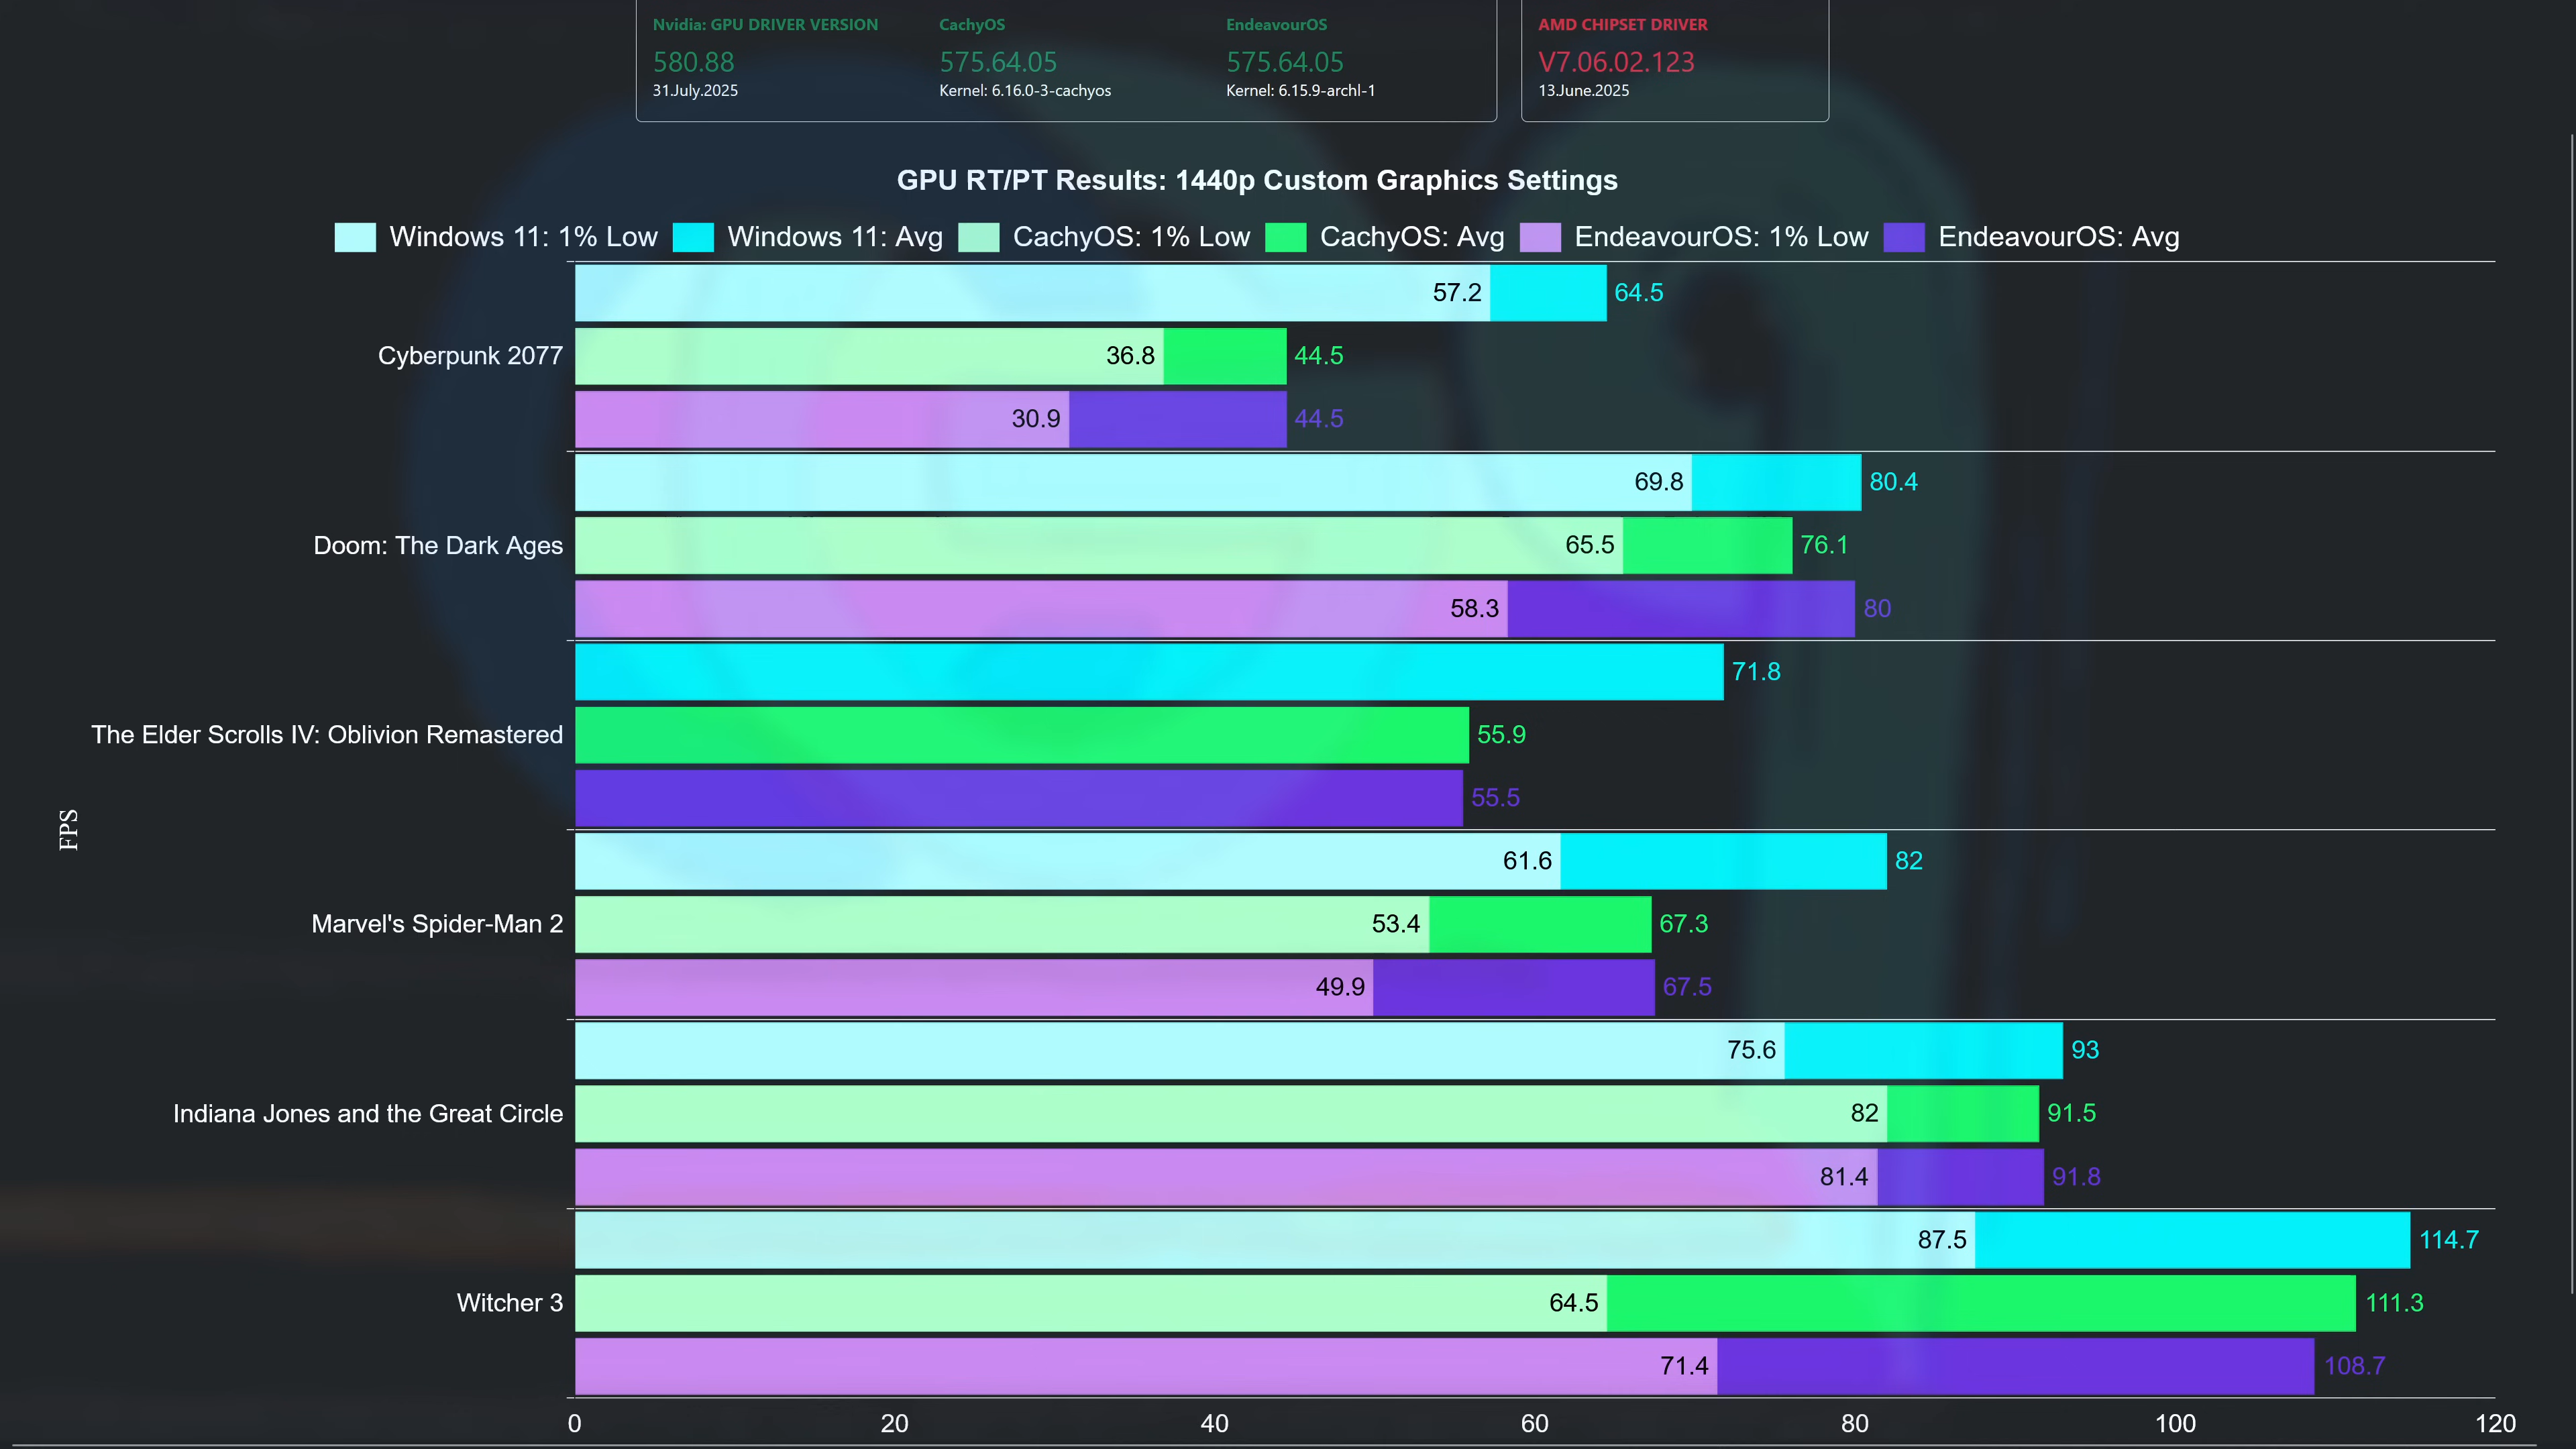 Nvidia: GPU DRIVER VERSION CachyOS EndeavourOS AMD CHIPSET DRIVER
580.88 575.64.05 575.64.05 V7.06.02.123
31.July.2025 Kernel: 6.16.0-3-cachyos Kernel: 6.15.9-archl-1 13.June.2025
GPU RT/PT Results: 1440p Custom Graphics Settings
Windows 11: 1% Low Windows 11: Avg CachyOS: 1% Low CachyOS: Avg EndeavourOS: 1% Low EndeavourOS: Avg
57.2 64.5
Cyberpunk 2077 36.8 44.5
30.9 44.5
69.8 80.4
Doom: The Dark Ages 65.5 76.1
58.3 80
71.8
The Elder Scrolls IV: Oblivion Remastered 55.9
55.5
FPS
61.6 82
Marvel's Spider-Man 2 53.4 67.3
49.9 67.5
75.6 93
Indiana Jones and the Great Circle 82 91.5
81.4 91.8
87.5 114.7
Witcher 3 64.5 111.3
71.4 108.7
0 20 40 60 80 100 120